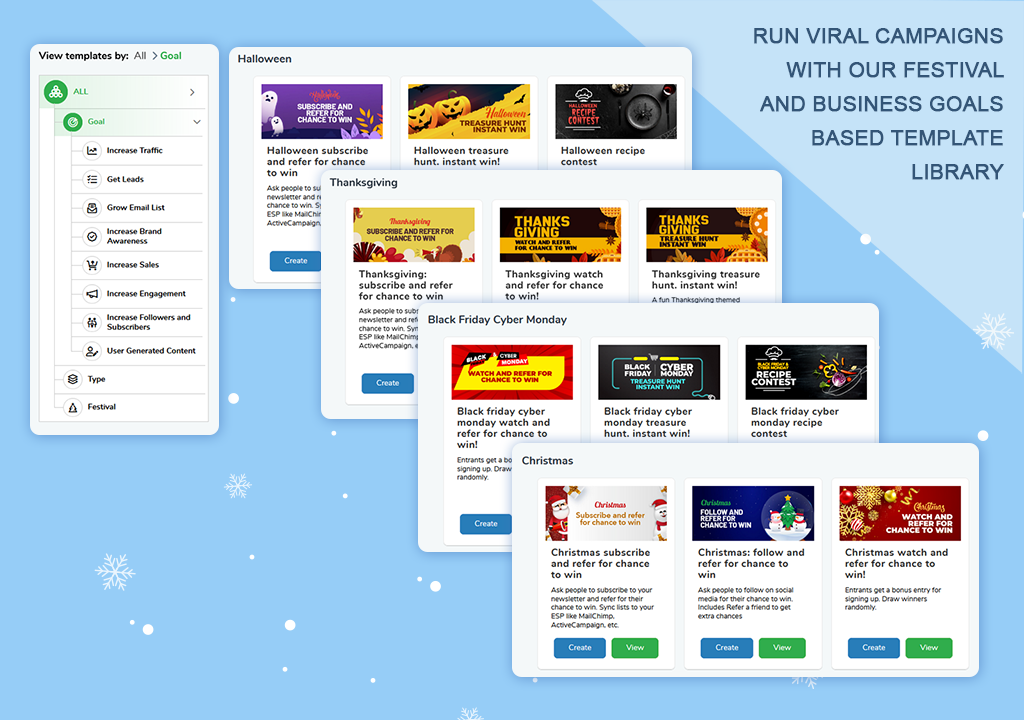 RUN VIRAL CAMPAIGNS
WITH OUR FESTIVAL
AND BUSINESS GOALS
BASED TEMPLATE
LIBRARY
View templates by: All > Goal
ALL
Goal
Increase Traffic
Get Leads
Grow Email List
Increase Brand
Awareness
Increase Sales
Increase Engagement
Increase Followers and
Subscribers
User Generated Content
Type
Festival
Halloween
SUBSCRIBE AND
REFER FOR
CHANCE TO WIN
Halloween subscribe
and refer for chance
to win
Ask people to su
newsletter and re
chance to win. Sy
ESP like MailChim
ActiveCampaign,
Create
Halloween
TREASURE HUNT
INSTANT WIN
Halloween treasure
hunt. instant win!
HALLOWEEN
RECIPE
CONTEST
Halloween recipe
contest
Thanksgiving
Thanksgiving
SUBSCRIBE AND REFER FOR
CHANCE TO WIN
Thanksgiving:
subscribe and refer
for chance to win
Ask people to subs
newsletter and refe
chance to win. Syn
ESP like MailChimp
ActiveCampaign, e
Create
THANKS
GIVING
WATCH AND REFER
FOR CHANCE TO WIN
Thanksgiving watch
and refer for chance
to win!
THANKS
GIVING
TREASURE HUNT
INSTANT WIN
Thanksgiving treasure
hunt. instant win!
A fun Thanksgiving themed
Black Friday Cyber Monday
BLACK FRIDAY
CYBER MONDAY
WATCH AND REFER FOR
CHANCE TO WIN
Black friday cyber
monday watch and
refer for chance to
win!
Entrants get a bo
signing up. Draw
randomly.
Create
BLACK FRIDAY
CYBER MONDAY
TREASURE HUNT
INSTANT WIN
Black friday cyber
monday treasure
hunt. instant win!
BLACK FRIDAY &
CYBER MONDAY
RECIPE
CONTEST
Black friday cyber
monday recipe
contest
Christmas
Christmas
Subscribe and refer
for chance to win
Christmas subscribe
and refer for chance
to win
Ask people to subscribe to your
newsletter and refer for their
chance to win. Sync lists to your
ESP like MailChimp,
ActiveCampaign, etc.
Create
View
Christmas
FOLLOW AND
REFER FOR
CHANCE TO WIN
Christmas: follow and
refer for chance to
win
Ask people to follow on social
media for their chance to win.
Includes Refer a friend to get
extra chances
Create
View
Christmas
WATCH AND
REFER FOR
CHANCE TO WIN
Christmas watch and
refer for chance to
win!
Entrants get a bonus entry for
signing up. Draw winners
randomly.
Create
View